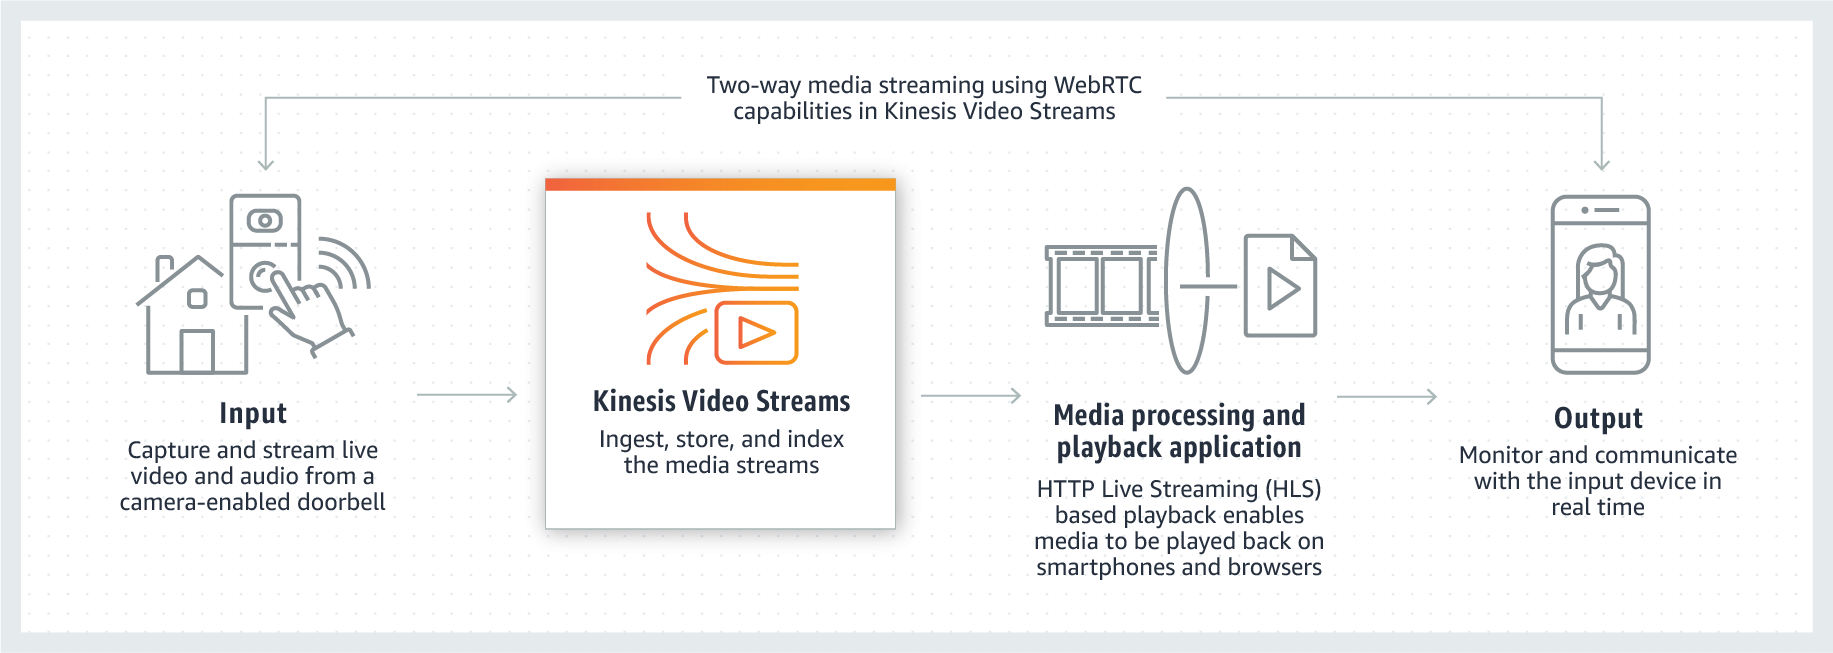 Two-way media streaming using WebRTC
capabilities in Kinesis Video Streams
Input
Capture and stream live
video and audio from a
camera-enabled doorbell
Kinesis Video Streams
Ingest, store, and index
the media streams
Media processing and
playback application
HTTP Live Streaming (HLS)
based playback enables
media to be played back on
smartphones and browsers
Output
Monitor and communicate
with the input device in
real time